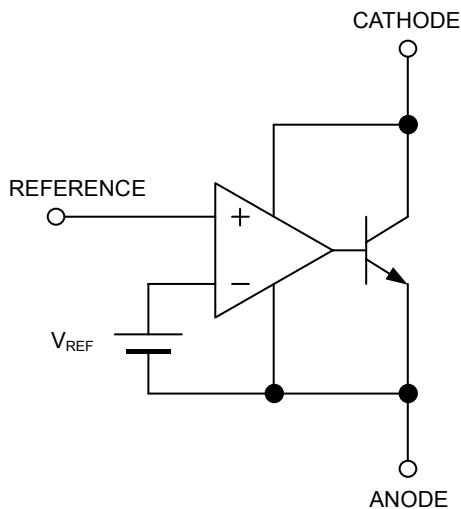 CATHODE
REFERENCE
+
−
VREF
ANODE